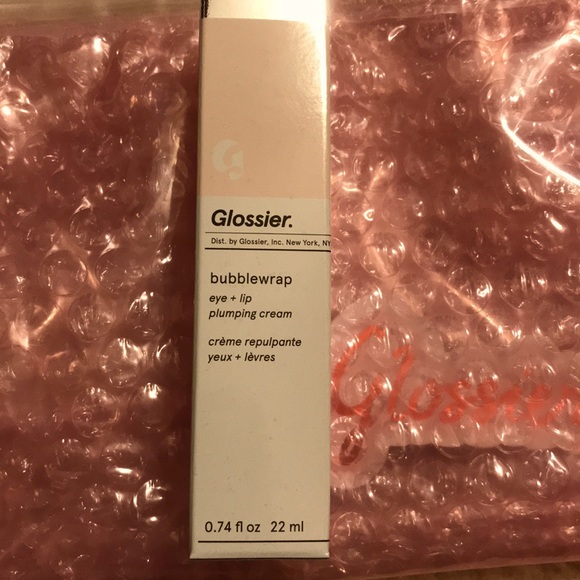 G
Glossier.
Dist. by Glossier, Inc. New York, NY
bubblewrap
eye + lip
plumping cream
crème repulpante
yeux + lèvres
0.74 fl oz 22 ml
Glossier